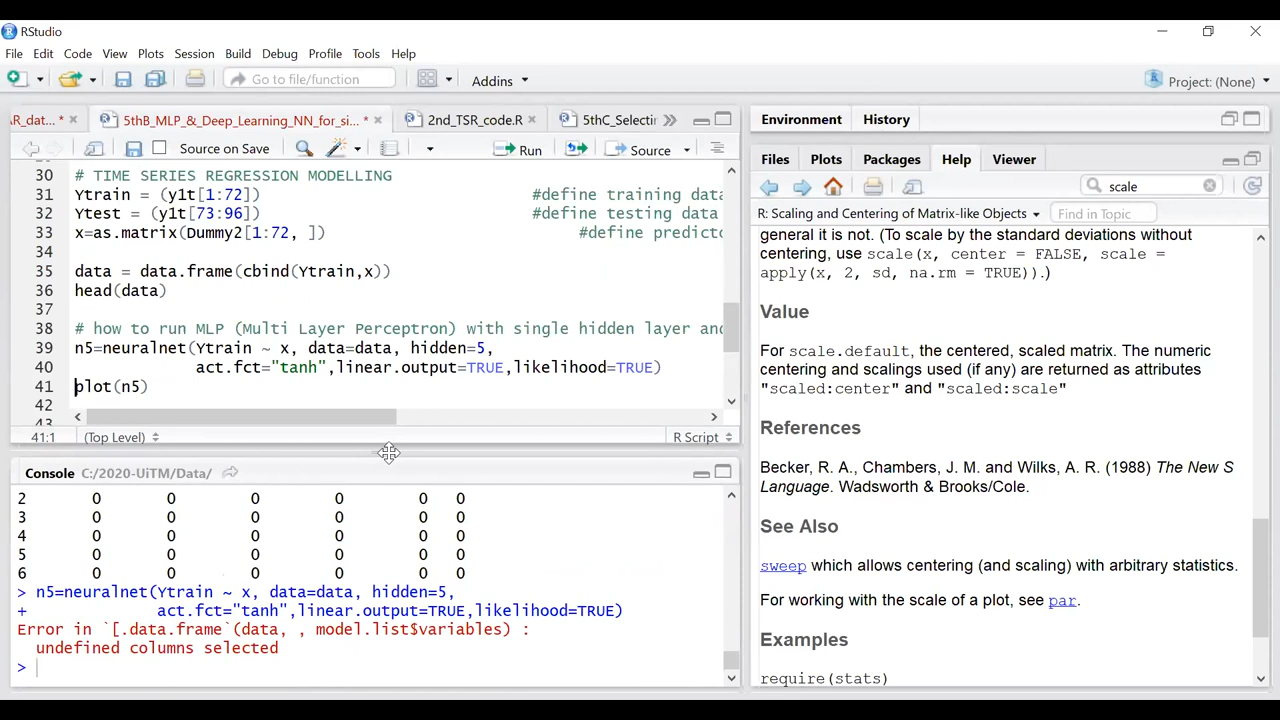 RStudio
File Edit Code View Plots Session Build Debug Profile Tools Help
Go to file/function Addins Project: (None)
AR_dat... * 5thB_MLP_&_Deep_Learning_NN_for_si... * 2nd_TSR_code.R 5thC_Selectin
Source on Save Run Source
30 # TIME SERIES REGRESSION MODELLING
31 Ytrain = (y1t[1:72]) #define training data
32 Ytest = (y1t[73:96]) #define testing data
33 x=as.matrix(Dummy2[1:72, ]) #define predicto
34
35 data = data.frame(cbind(Ytrain,x))
36 head(data)
37
38 # how to run MLP (Multi Layer Perceptron) with single hidden layer and
39 n5=neuralnet(Ytrain ~ x, data=data, hidden=5,
40 act.fct="tanh",linear.output=TRUE,likelihood=TRUE)
41 plot(n5)
42
43
41:1 (Top Level) R Script
Console C:/2020-UiTM/Data/
2 0 0 0 0 0 0
3 0 0 0 0 0 0
4 0 0 0 0 0 0
5 0 0 0 0 0 0
6 0 0 0 0 0 0
> n5=neuralnet(Ytrain ~ x, data=data, hidden=5,
+ act.fct="tanh",linear.output=TRUE,likelihood=TRUE)
Error in `[.data.frame`(data, , model.list$variables) :
undefined columns selected
>
Environment History
Files Plots Packages Help Viewer
scale
R: Scaling and Centering of Matrix-like Objects Find in Topic
general it is not. (To scale by the standard deviations without
centering, use scale(x, center = FALSE, scale =
apply(x, 2, sd, na.rm = TRUE)).)
Value
For scale.default, the centered, scaled matrix. The numeric
centering and scalings used (if any) are returned as attributes
"scaled:center" and "scaled:scale"
References
Becker, R. A., Chambers, J. M. and Wilks, A. R. (1988) The New S
Language. Wadsworth & Brooks/Cole.
See Also
sweep which allows centering (and scaling) with arbitrary statistics.
For working with the scale of a plot, see par.
Examples
require(stats)